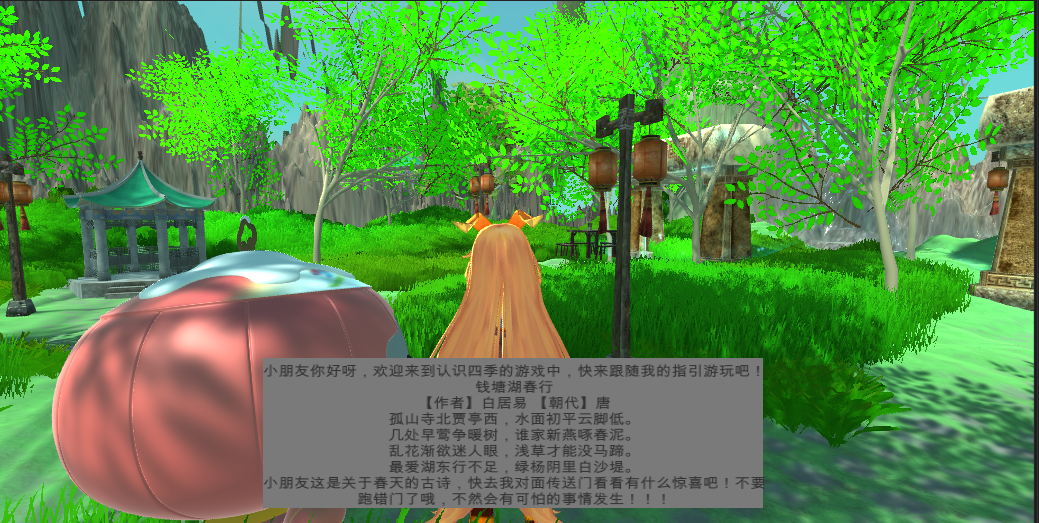 小朋友你好呀，欢迎来到认识四季的游戏中，快来跟随我的指引游玩吧！
钱塘湖春行
【作者】白居易 【朝代】唐
孤山寺北贾亭西，水面初平云脚低。
几处早莺争暖树，谁家新燕啄春泥。
乱花渐欲迷人眼，浅草才能没马蹄。
最爱湖东行不足，绿杨阴里白沙堤。
小朋友这是关于春天的古诗，快去我对面传送门看看有什么惊喜吧！不要
跑错门了哦，不然会有可怕的事情发生！！！